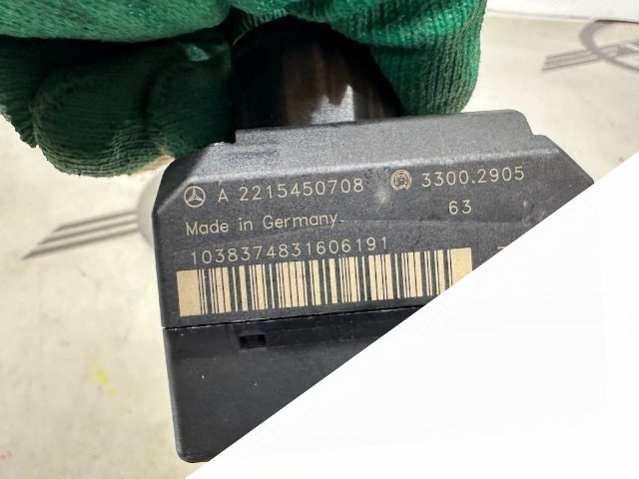 A 2215450708 3300.2905
63
Made in Germany
1038374831606191